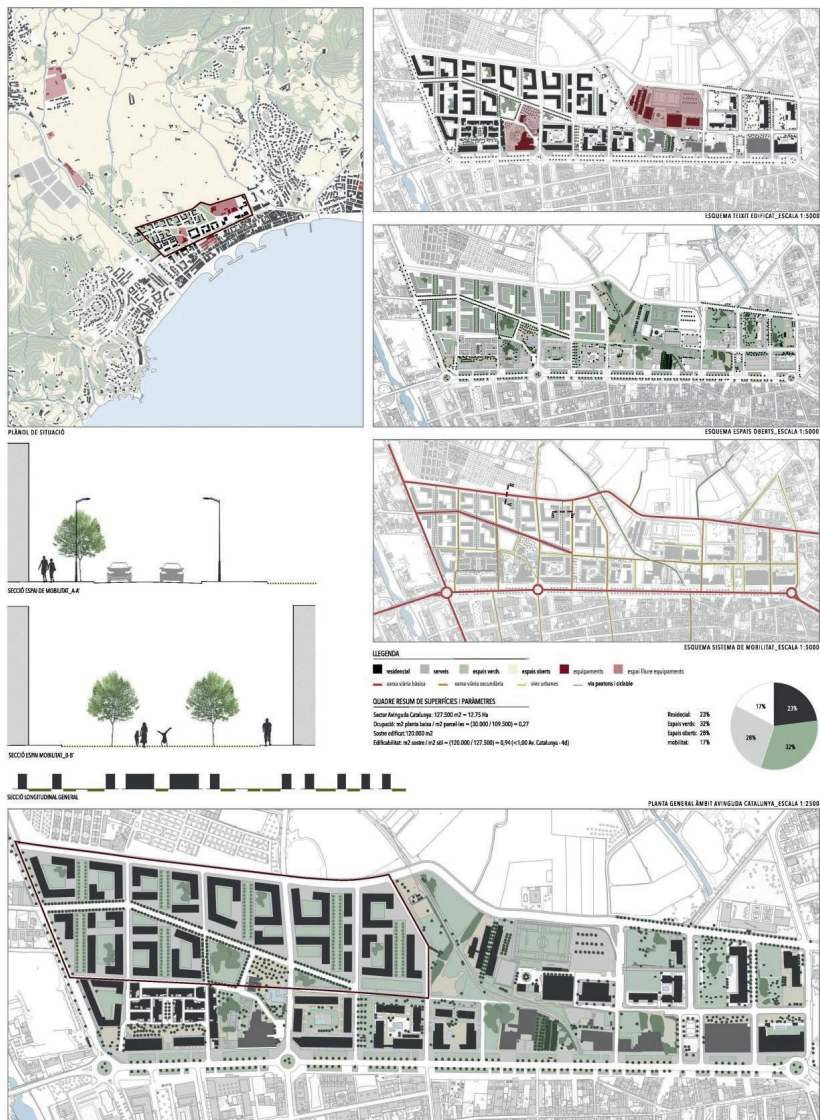 ESQUEMA TEIXIT EDIFICAT_ESCALA 1:5000
ESQUEMA ESPAIS OBERTS_ESCALA 1:5000
PLÀNOL DE SITUACIÓ
SECCIÓ ESPAI DE MOBILITAT_A-A'
ESQUEMA SISTEMA DE MOBILITAT_ESCALA 1:5000
LLEGENDA
residencial serveis espais verds espais oberts equipaments espai lliure equipaments
xarxa viària bàsica xarxa viària secundària vies urbanes via peatons i ciclable
QUADRE RESUM DE SUPERFÍCIES I PARÀMETRES
Sector Avinguda Catalunya: 127.500 m2 = 12.75 Ha
Ocupació: m2 planta baixa / m2 parcel·les = (30.000 / 109.500) = 0,27
Sostre edificat: 120.000 m2
Edificabilitat: m2 sostre / m2 sòl = (120.000 / 127.500) = 0,94 (<1,00 Av. Catalunya - 4d)
Residecial: 23%
Espais verds: 32%
Espais oberts: 28%
mobilitat: 17%
17%
23%
28%
32%
SECCIÓ ESPAI MOBILITAT_B-B'
SECCIÓ LONGITUDINAL GENERAL
PLANTA GENERAL ÀMBIT AVINGUDA CATALUNYA_ESCALA 1:2500